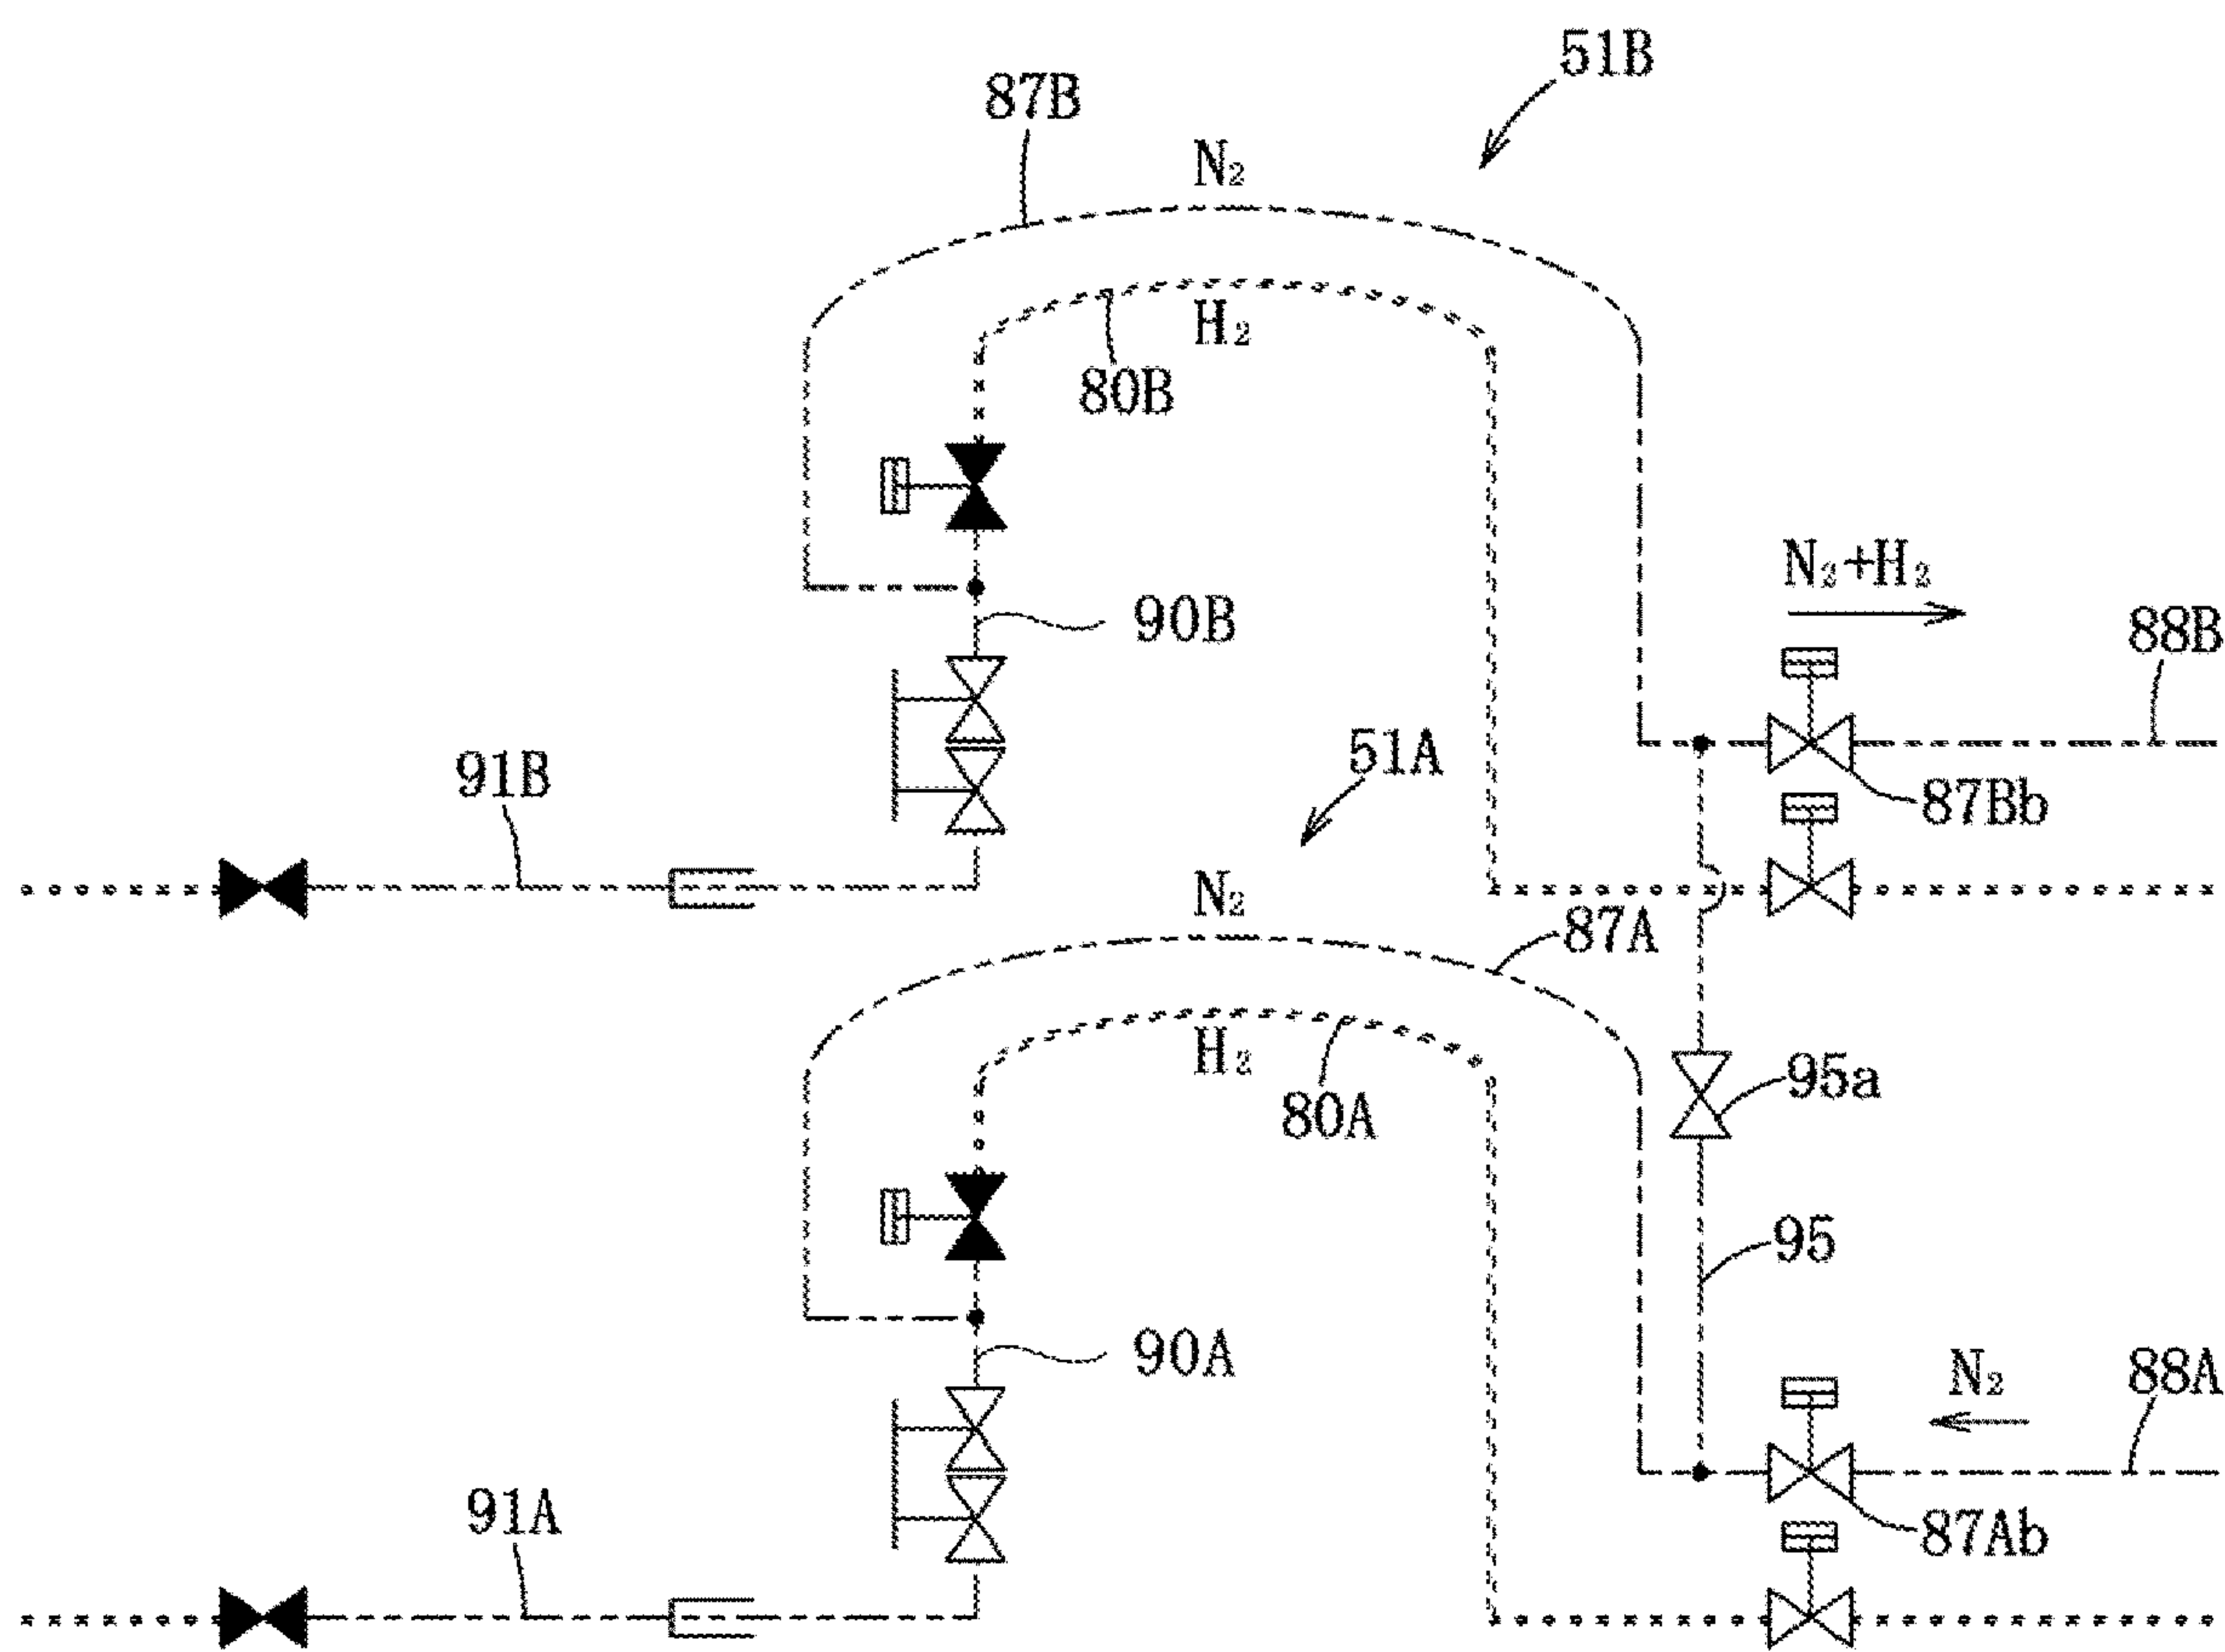 51B
87B
N₂
H₂
80B
N₂+H₂
90B
88B
51A
91B
87Bb
N₂
87A
H₂
95a
80A
95
90A
N₂
88A
91A
87Ab